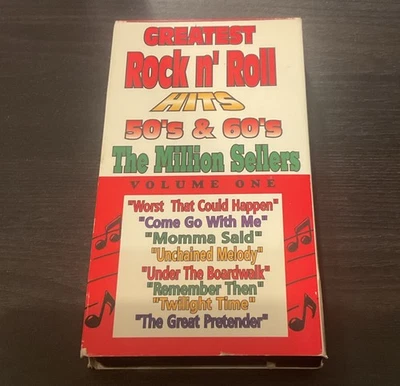 GREATEST
Rock n' Roll
HITS
50's & 60's
The Million Sellers
VOLUME ONE
"Worst That Could Happen"
"Come Go With Me"
"Momma Said"
"Unchained Melody"
"Under The Boardwalk"
"Remember Then"
"Twilight Time"
"The Great Pretender"